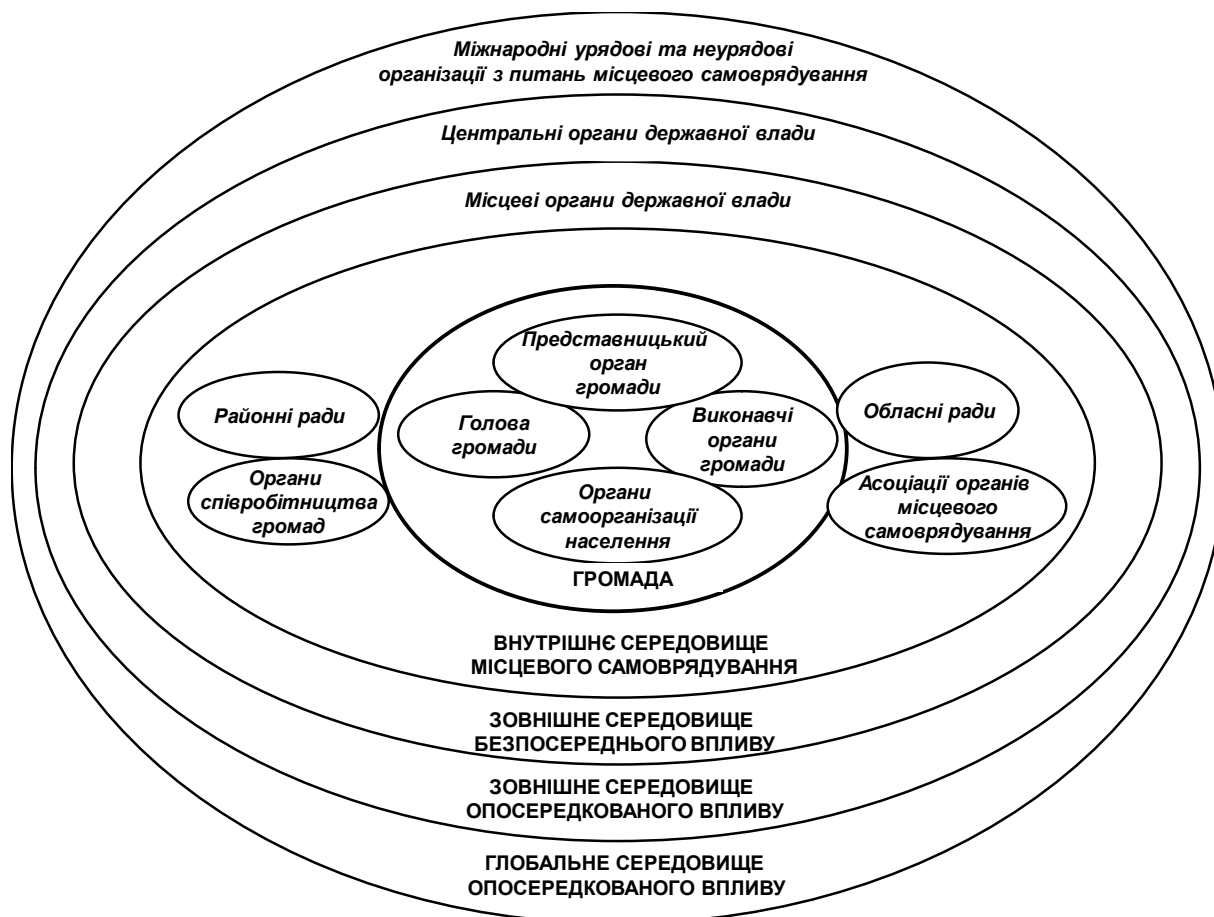 Міжнародні урядові та неурядові
організації з питань місцевого самоврядування
Центральні органи державної влади
Місцеві органи державної влади
Представницький
орган
громади
Районні ради
Голова
громади
Виконавчі
органи
громади
Обласні ради
Органи
співробітництва
громад
Органи
самоорганізації
населення
Асоціації органів
місцевого
самоврядування
ГРОМАДА
ВНУТРІШНЄ СЕРЕДОВИЩЕ
МІСЦЕВОГО САМОВРЯДУВАННЯ
ЗОВНІШНЕ СЕРЕДОВИЩЕ
БЕЗПОСЕРЕДНЬОГО ВПЛИВУ
ЗОВНІШНЕ СЕРЕДОВИЩЕ
ОПОСЕРЕДКОВАНОГО ВПЛИВУ
ГЛОБАЛЬНЕ СЕРЕДОВИЩЕ
ОПОСЕРЕДКОВАНОГО ВПЛИВУ